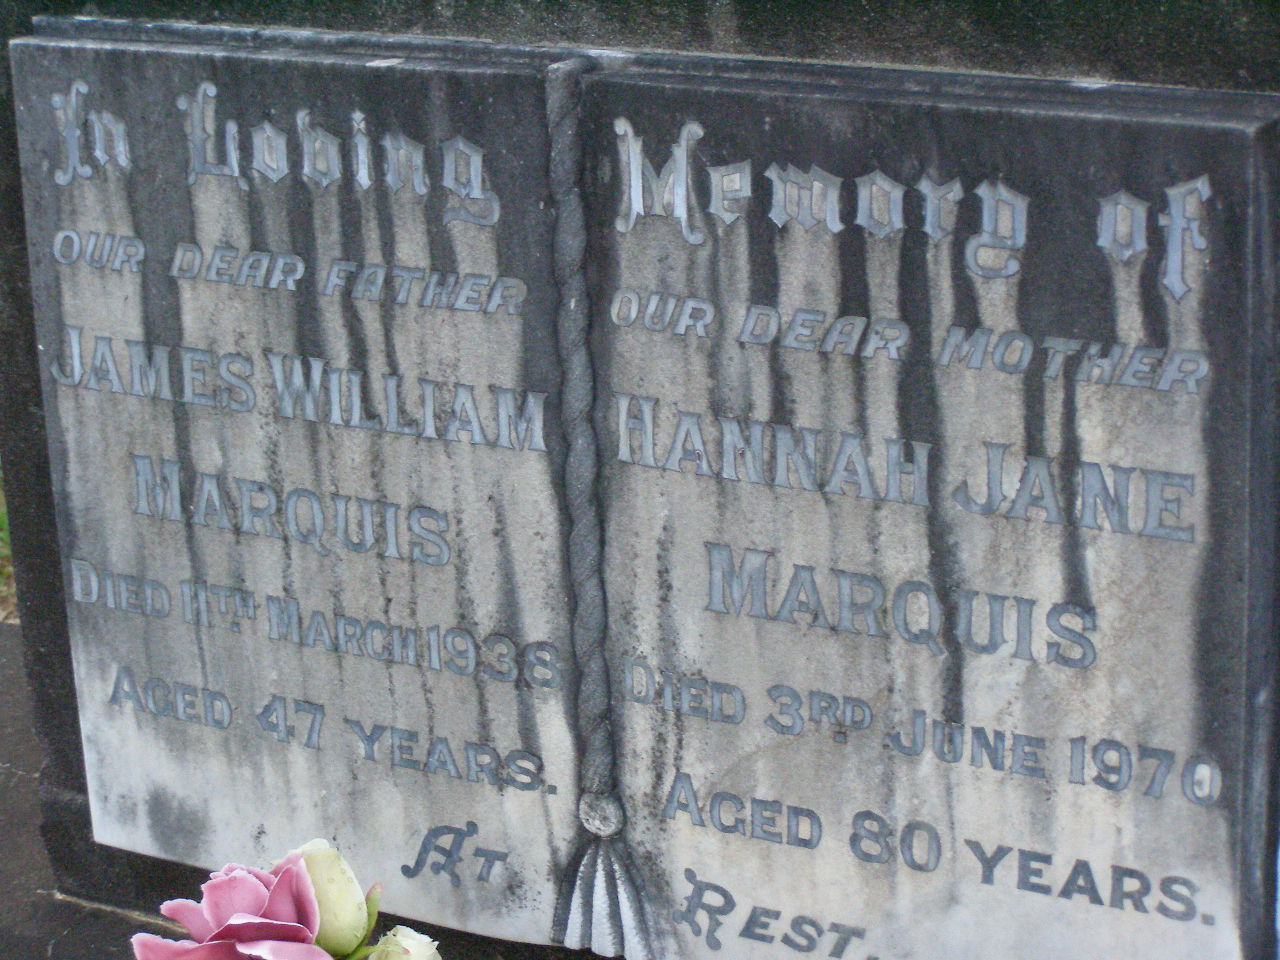 In Loving Memory of
OUR DEAR FATHER
JAMES WILLIAM
MARQUIS
DIED 11TH MARCH 1938
AGED 47 YEARS.
OUR DEAR MOTHER
HANNAH JANE
MARQUIS
DIED 3RD JUNE 1970
AGED 80 YEARS.
AT REST.